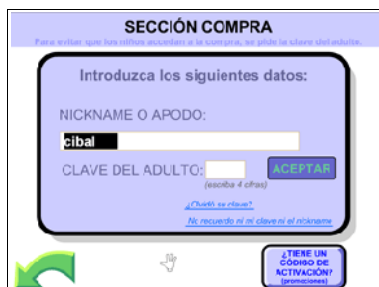 SECCIÓN COMPRA
Para evitar que los niños accedan a la compra, se pide la clave del adulto.
Introduzca los siguientes datos:
NICKNAME O APODO:
cibal
CLAVE DEL ADULTO:
ACEPTAR
(escriba 4 cifras)
¿Olvidó su clave?
No recuerdo ni mi clave ni el nickname
¿TIENE UN
CÓDIGO DE
ACTIVACIÓN?
(promociones)